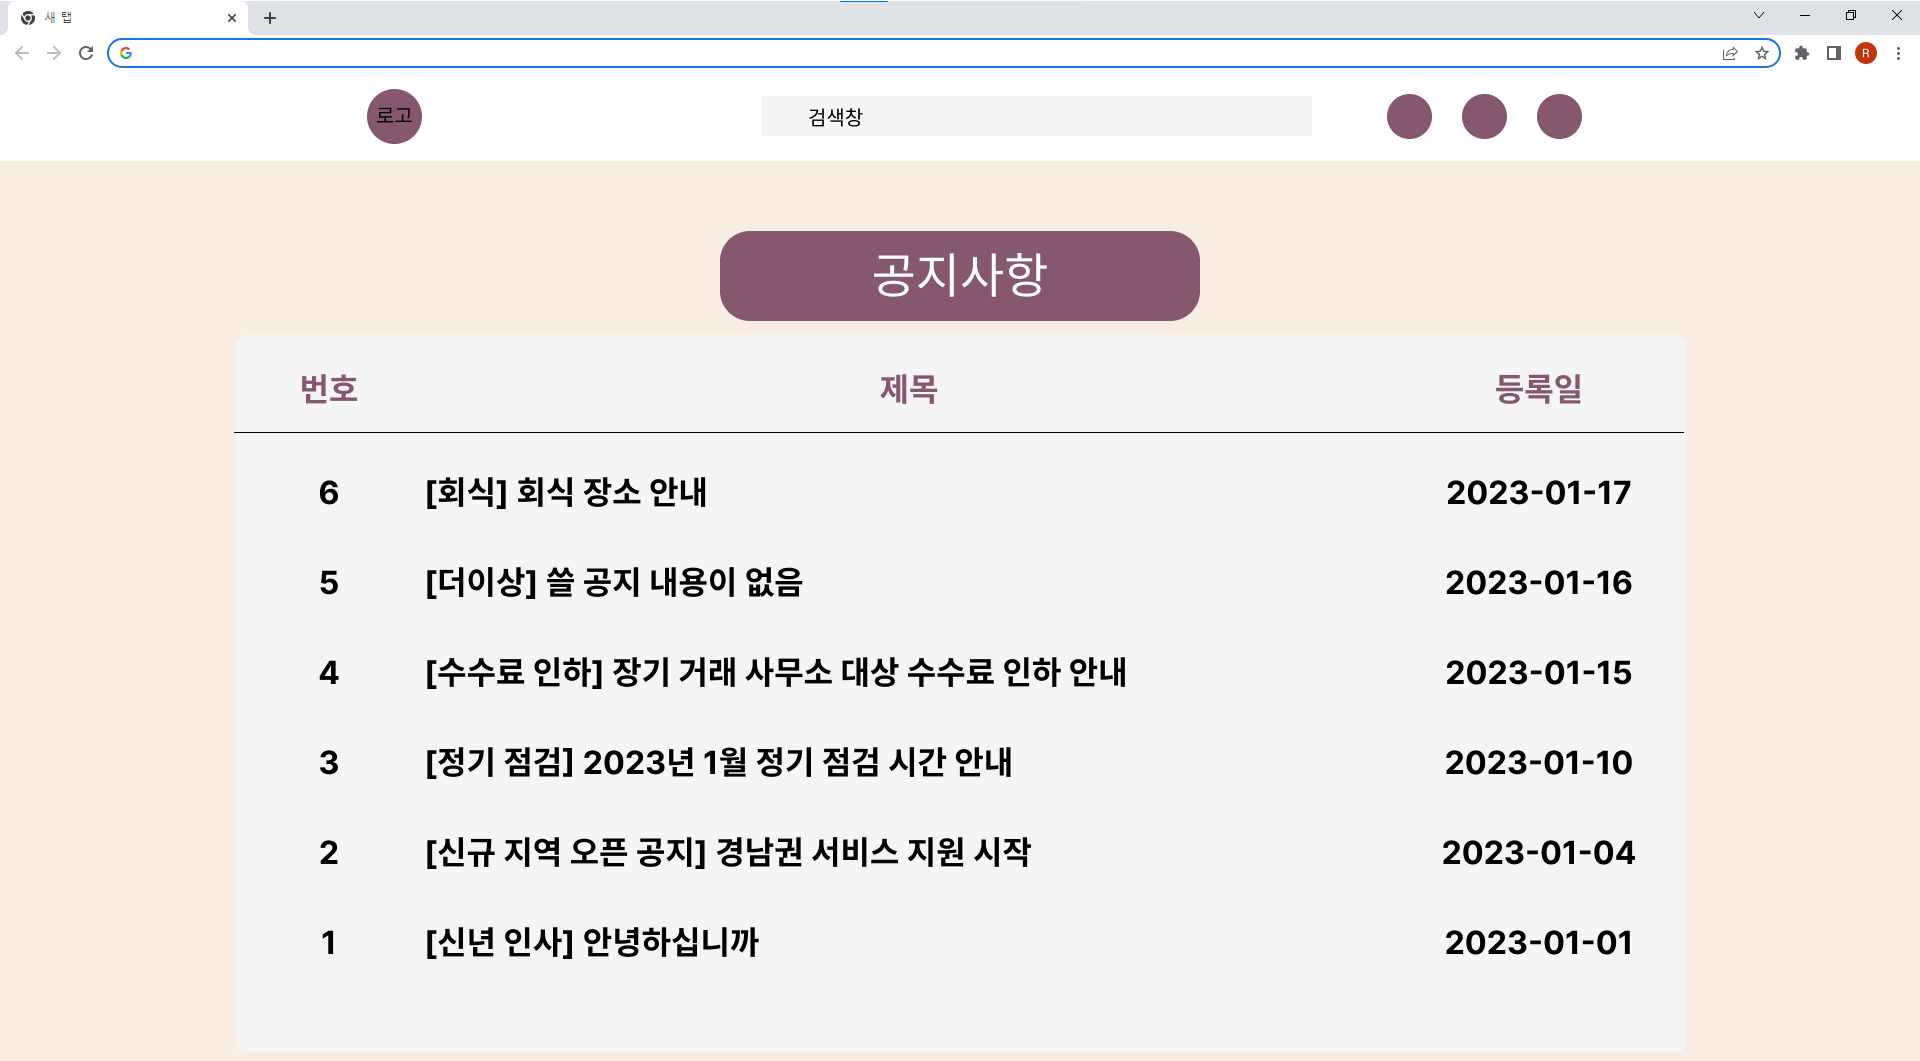 새 탭
R
로고
검색창
공지사항
번호 제목 등록일
6 [회식] 회식 장소 안내 2023-01-17
5 [더이상] 쓸 공지 내용이 없음 2023-01-16
4 [수수료 인하] 장기 거래 사무소 대상 수수료 인하 안내 2023-01-15
3 [정기 점검] 2023년 1월 정기 점검 시간 안내 2023-01-10
2 [신규 지역 오픈 공지] 경남권 서비스 지원 시작 2023-01-04
1 [신년 인사] 안녕하십니까 2023-01-01